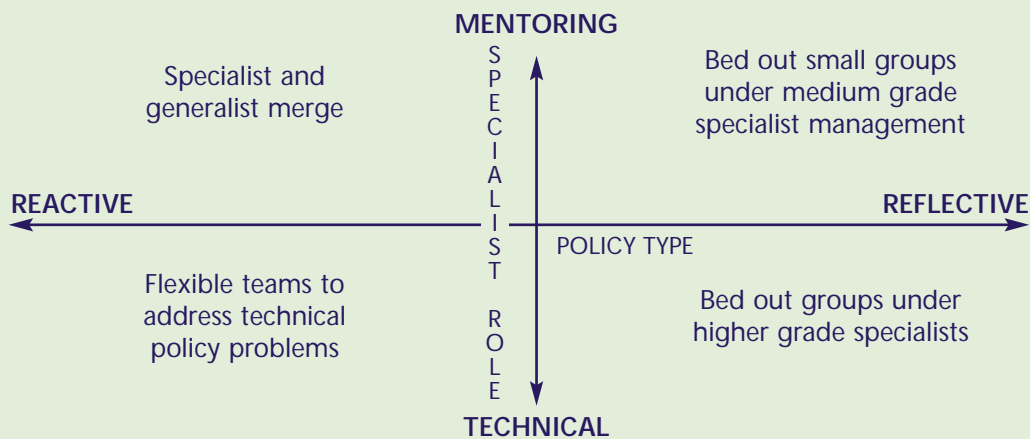 MENTORING
Specialist and
generalist merge
SPECIALIST ROLE
Bed out small groups
under medium grade
specialist management
REACTIVE
REFLECTIVE
POLICY TYPE
Flexible teams to
address technical
policy problems
Bed out groups under
higher grade specialists
TECHNICAL